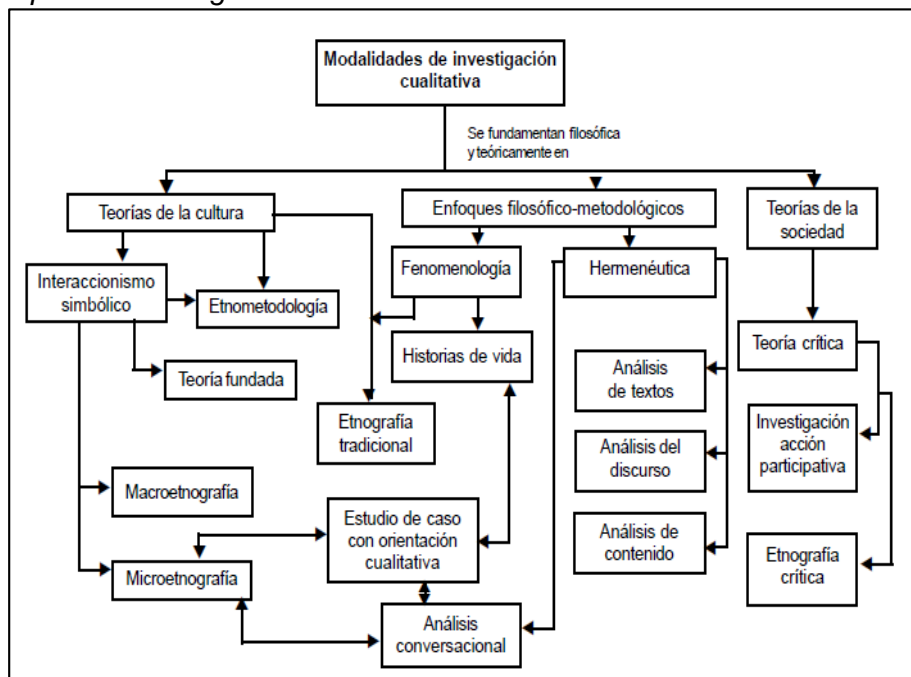 Modalidades de investigación
cualitativa
Se fundamentan filosófica
y teóricamente en
Teorías de la cultura
Enfoques filosófico-metodológicos
Teorías de la
sociedad
Interaccionismo
simbólico
Etnometodología
Fenomenología
Hermenéutica
Teoría fundada
Historias de vida
Teoría crítica
Etnografía
tradicional
Análisis
de textos
Investigación
acción
participativa
Análisis del
discurso
Macroetnografía
Estudio de caso
con orientación
cualitativa
Análisis de
contenido
Microetnografía
Etnografía
crítica
Análisis
conversacional